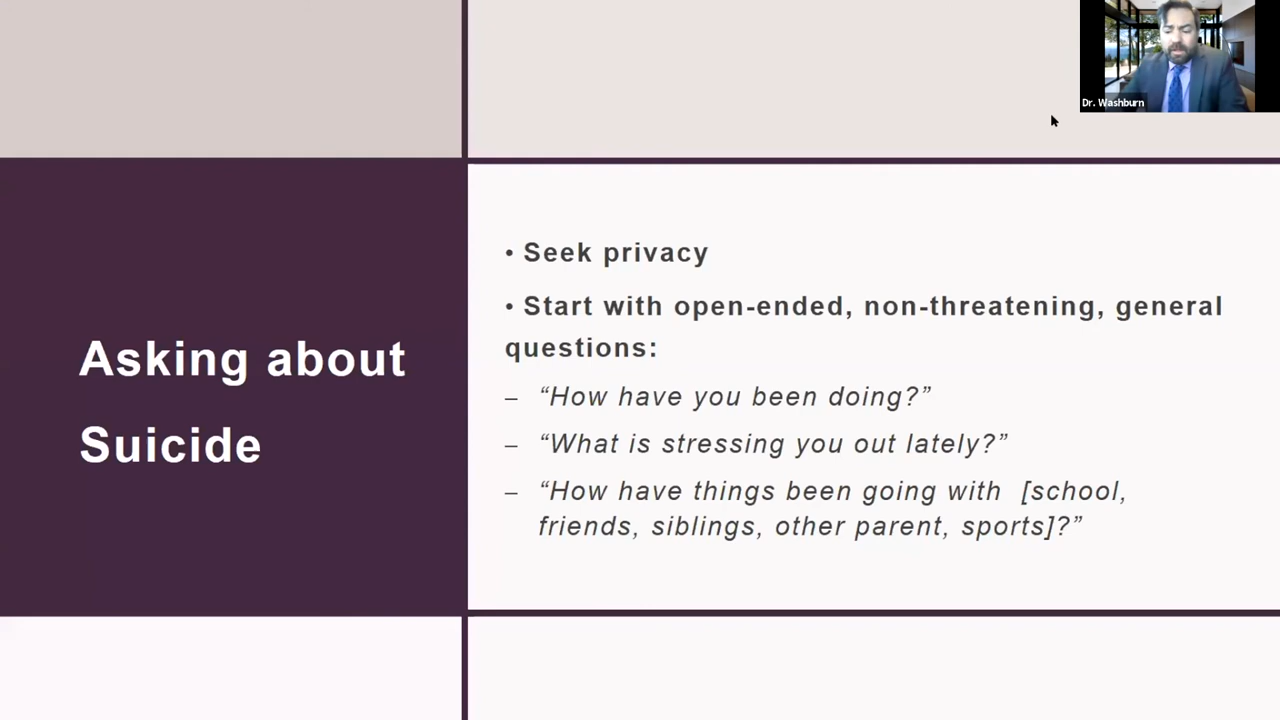 Dr. Washburn
Asking about
Suicide
• Seek privacy
• Start with open-ended, non-threatening, general
questions:
– “How have you been doing?”
– “What is stressing you out lately?”
– “How have things been going with [school,
friends, siblings, other parent, sports]?”